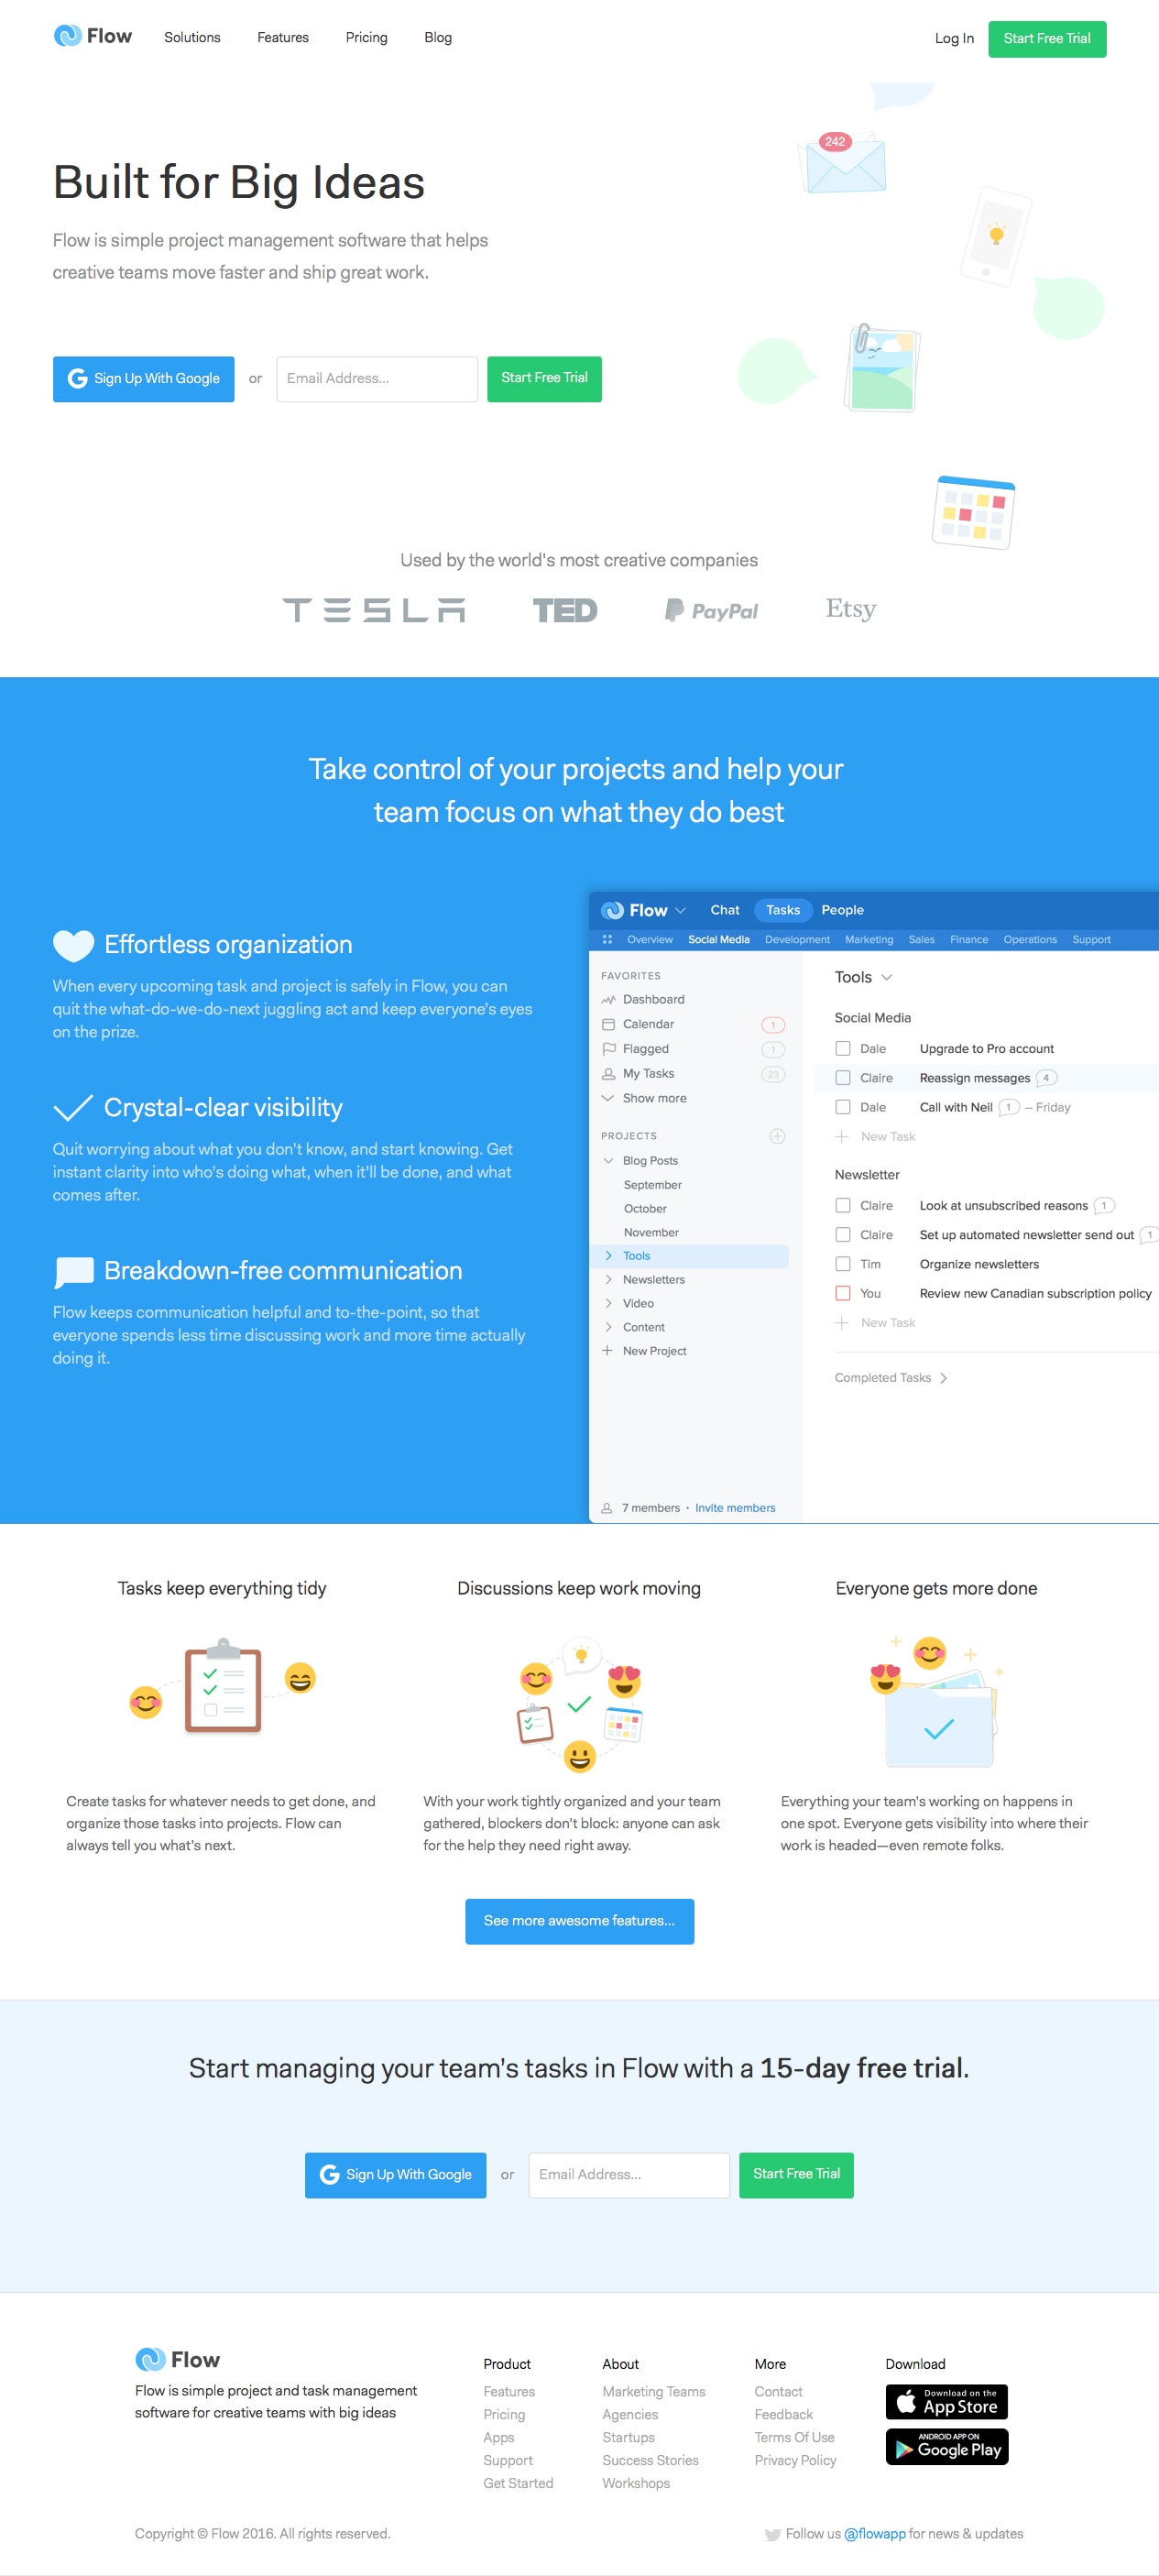 Flow Solutions Features Pricing Blog Log In Start Free Trial
242
Built for Big Ideas
Flow is simple project management software that helps
creative teams move faster and ship great work.
Sign Up With Google or Email Address... Start Free Trial
Used by the world's most creative companies
TESLA TED PayPal Etsy
Take control of your projects and help your
team focus on what they do best
Effortless organization
When every upcoming task and project is safely in Flow, you can
quit the what-do-we-do-next juggling act and keep everyone's eyes
on the prize.
Crystal-clear visibility
Quit worrying about what you don't know, and start knowing. Get
instant clarity into who's doing what, when it'll be done, and what
comes after.
Breakdown-free communication
Flow keeps communication helpful and to-the-point, so that
everyone spends less time discussing work and more time actually
doing it.
Flow Chat Tasks People
Overview Social Media Development Marketing Sales Finance Operations Support
FAVORITES
Dashboard
Calendar 1
Flagged 1
My Tasks 23
Show more
PROJECTS
Blog Posts
September
October
November
Tools
Newsletters
Video
Content
New Project
7 members · Invite members
Tools
Social Media
Dale Upgrade to Pro account
Claire Reassign messages 4
Dale Call with Neil 1 – Friday
New Task
Newsletter
Claire Look at unsubscribed reasons 1
Claire Set up automated newsletter send out 1
Tim Organize newsletters
You Review new Canadian subscription policy
New Task
Completed Tasks
Tasks keep everything tidy
Create tasks for whatever needs to get done, and
organize those tasks into projects. Flow can
always tell you what's next.
Discussions keep work moving
With your work tightly organized and your team
gathered, blockers don't block: anyone can ask
for the help they need right away.
Everyone gets more done
Everything your team's working on happens in
one spot. Everyone gets visibility into where their
work is headed—even remote folks.
See more awesome features...
Start managing your team's tasks in Flow with a 15-day free trial.
Sign Up With Google or Email Address... Start Free Trial
Flow
Flow is simple project and task management
software for creative teams with big ideas
Product
Features
Pricing
Apps
Support
Get Started
About
Marketing Teams
Agencies
Startups
Success Stories
Workshops
More
Contact
Feedback
Terms Of Use
Privacy Policy
Download
Download on the
App Store
ANDROID APP ON
Google Play
Copyright © Flow 2016. All rights reserved.
Follow us @flowapp for news & updates